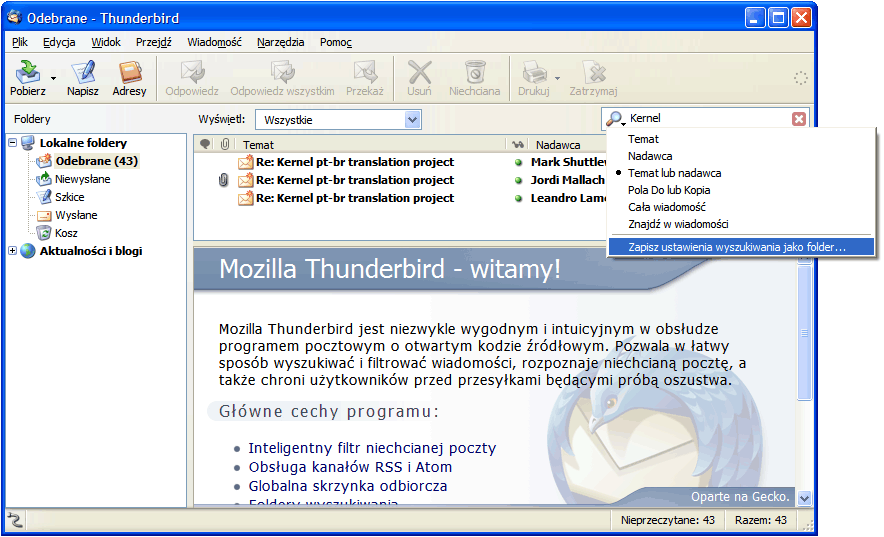 Odebrane - Thunderbird
Plik Edycja Widok Przejdź Wiadomość Narzędzia Pomoc
Pobierz Napisz Adresy Odpowiedz Odpowiedz wszystkim Przekaż Usuń Niechciana Drukuj Zatrzymaj
Foldery
Wyświetl: Wszystkie
Kernel
Lokalne foldery
Odebrane (43)
Niewysłane
Szkice
Wysłane
Kosz
Aktualności i blogi
Temat Nadawca
Re: Kernel pt-br translation project Mark Shuttlew
Re: Kernel pt-br translation project Jordi Mallach
Re: Kernel pt-br translation project Leandro Lame
Temat
Nadawca
Temat lub nadawca
Pola Do lub Kopia
Cała wiadomość
Znajdź w wiadomości
Zapisz ustawienia wyszukiwania jako folder...
Mozilla Thunderbird - witamy!
Mozilla Thunderbird jest niezwykle wygodnym i intuicyjnym w obsłudze
programem pocztowym o otwartym kodzie źródłowym. Pozwala w łatwy
sposób wyszukiwać i filtrować wiadomości, rozpoznaje niechcianą pocztę, a
także chroni użytkowników przed przesyłkami będącymi próbą oszustwa.
Główne cechy programu:
Inteligentny filtr niechcianej poczty
Obsługa kanałów RSS i Atom
Globalna skrzynka odbiorcza
Foldery wyszukiwania
Oparte na Gecko.
Nieprzeczytane: 43 Razem: 43